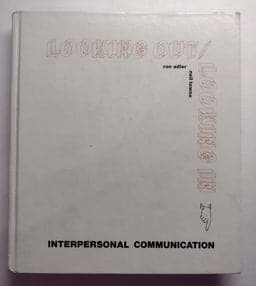 LOOKING OUT/
LOOKING IN
ron adler
neil towne
INTERPERSONAL COMMUNICATION